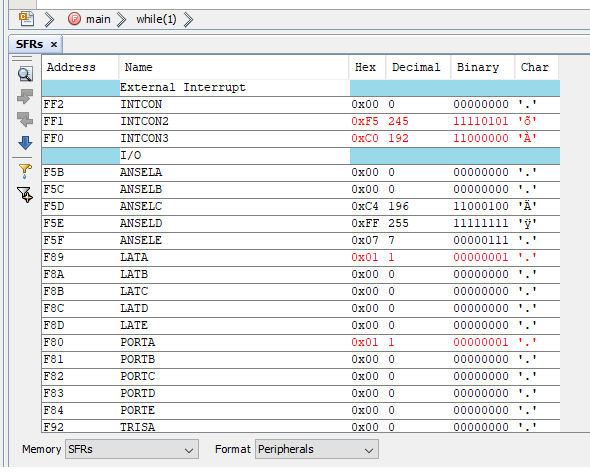 main while(1)
SFRs x
Address Name Hex Decimal Binary Char
External Interrupt
FF2 INTCON 0x00 0 00000000 '.'
FF1 INTCON2 0xF5 245 11110101 'õ'
FF0 INTCON3 0xC0 192 11000000 'À'
I/O
F5B ANSELA 0x00 0 00000000 '.'
F5C ANSELB 0x00 0 00000000 '.'
F5D ANSELC 0xC4 196 11000100 'Ä'
F5E ANSELD 0xFF 255 11111111 'ÿ'
F5F ANSELE 0x07 7 00000111 '.'
F89 LATA 0x01 1 00000001 '.'
F8A LATB 0x00 0 00000000 '.'
F8B LATC 0x00 0 00000000 '.'
F8C LATD 0x00 0 00000000 '.'
F8D LATE 0x00 0 00000000 '.'
F80 PORTA 0x01 1 00000001 '.'
F81 PORTB 0x00 0 00000000 '.'
F82 PORTC 0x00 0 00000000 '.'
F83 PORTD 0x00 0 00000000 '.'
F84 PORTE 0x00 0 00000000 '.'
F92 TRISA 0x00 0 00000000 '.'
Memory SFRs Format Peripherals